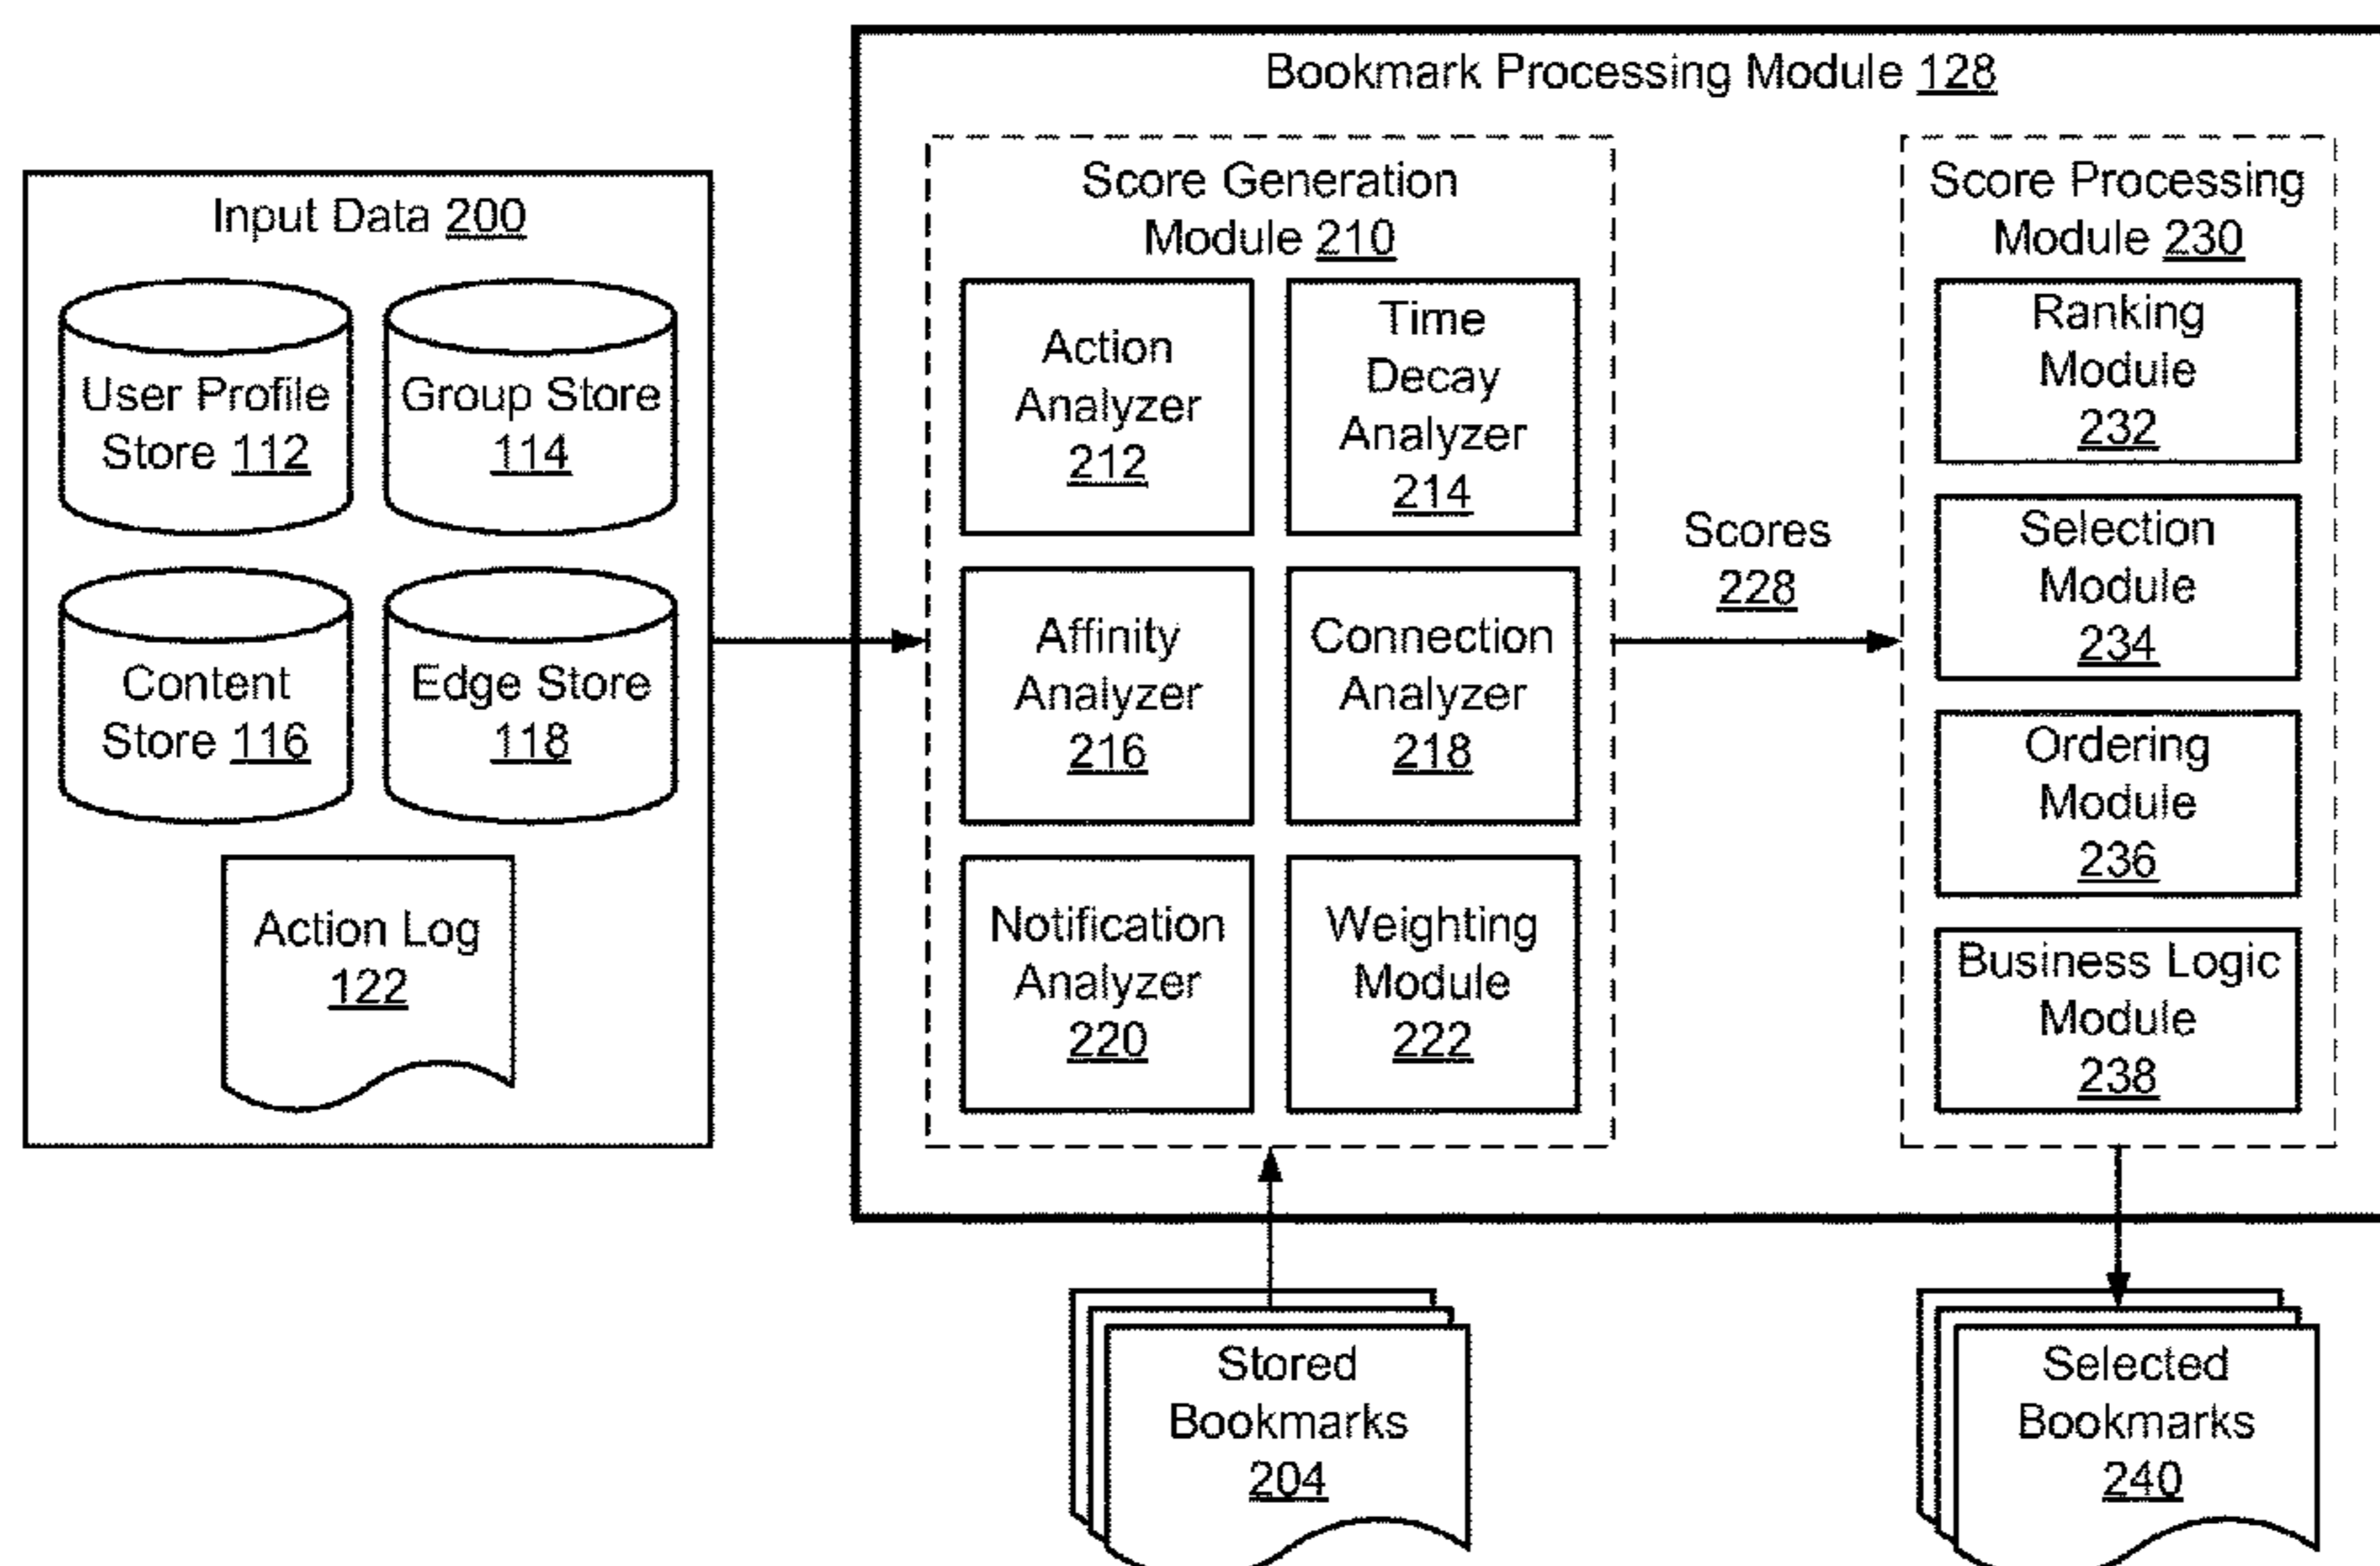 Bookmark Processing Module 128
Input Data 200
User Profile
Store 112
Group Store
114
Content
Store 116
Edge Store
118
Action Log
122
Score Generation
Module 210
Action
Analyzer
212
Time
Decay
Analyzer
214
Affinity
Analyzer
216
Connection
Analyzer
218
Notification
Analyzer
220
Weighting
Module
222
Scores
228
Score Processing
Module 230
Ranking
Module
232
Selection
Module
234
Ordering
Module
236
Business Logic
Module
238
Stored
Bookmarks
204
Selected
Bookmarks
240